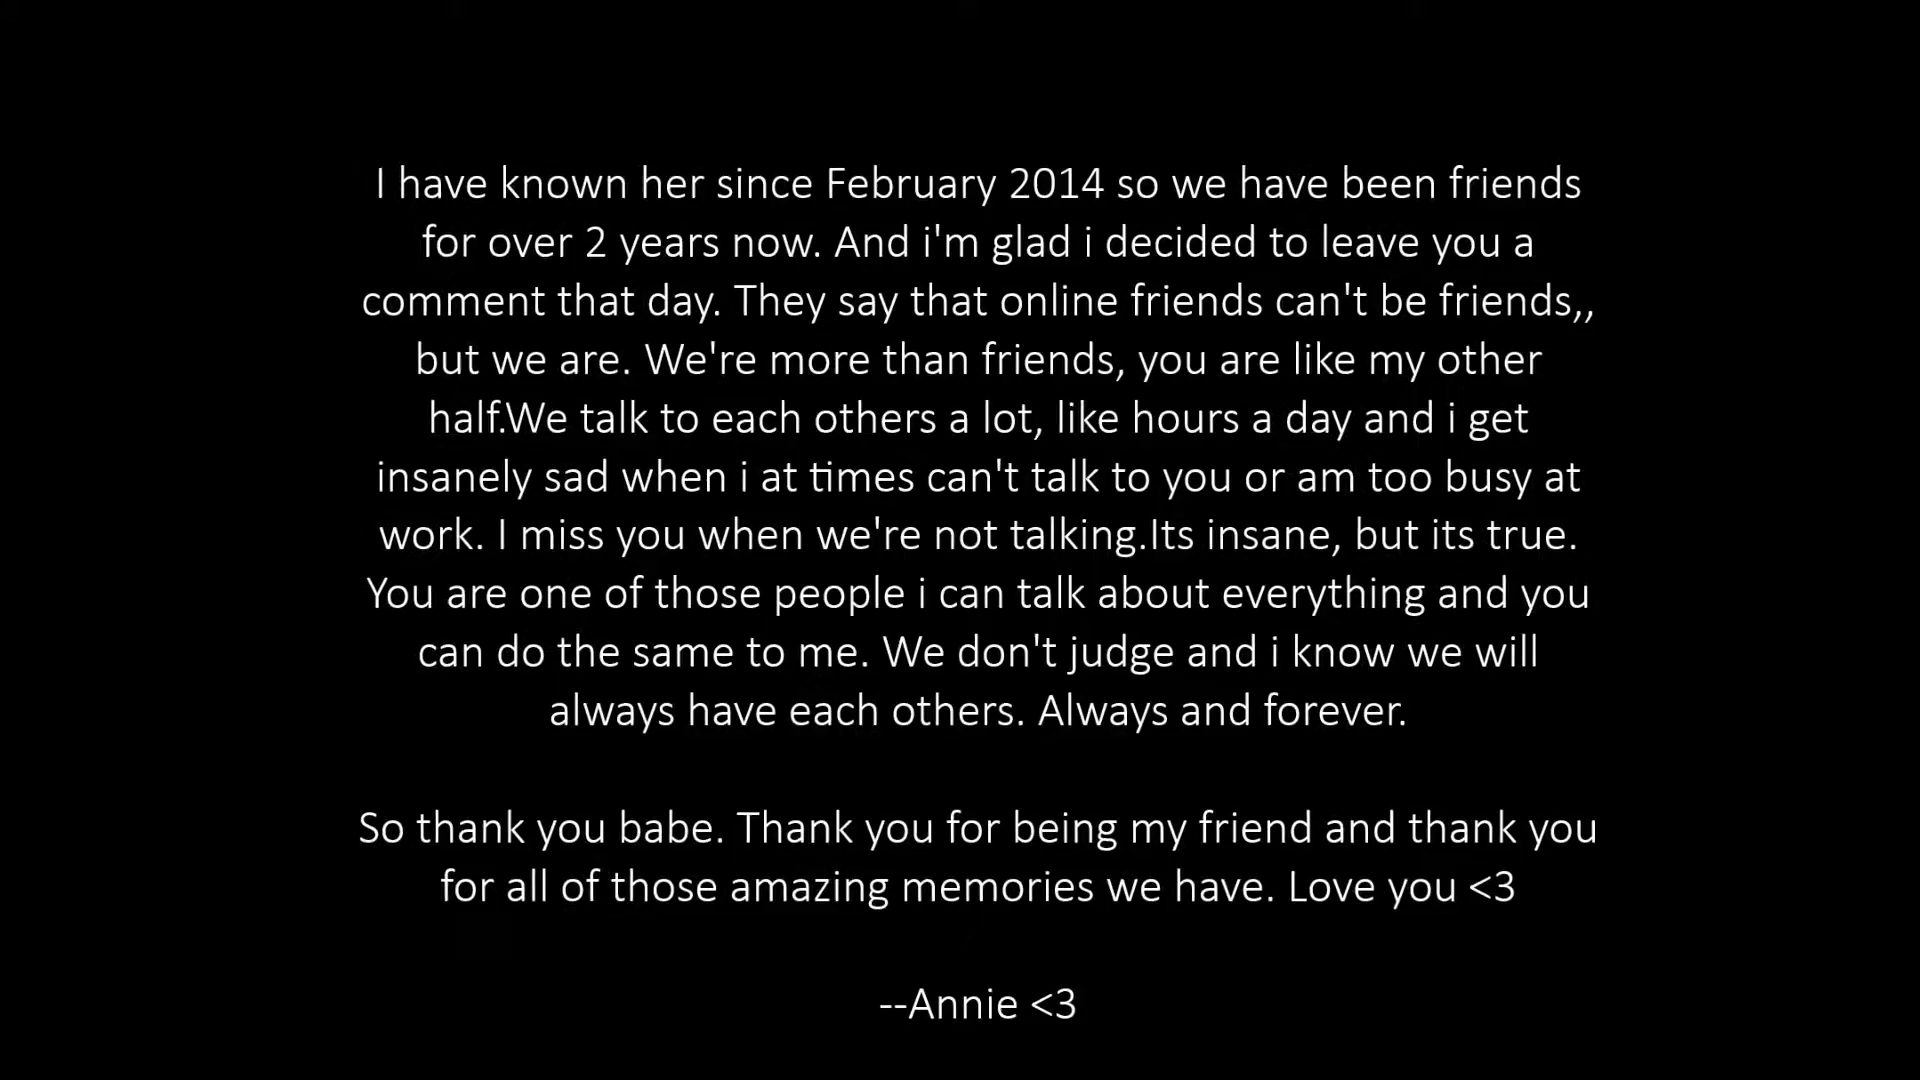 I have known her since February 2014 so we have been friends
for over 2 years now. And i'm glad i decided to leave you a
comment that day. They say that online friends can't be friends,,
but we are. We're more than friends, you are like my other
half.We talk to each others a lot, like hours a day and i get
insanely sad when i at times can't talk to you or am too busy at
work. I miss you when we're not talking.Its insane, but its true.
You are one of those people i can talk about everything and you
can do the same to me. We don't judge and i know we will
always have each others. Always and forever.
So thank you babe. Thank you for being my friend and thank you
for all of those amazing memories we have. Love you <3
--Annie <3